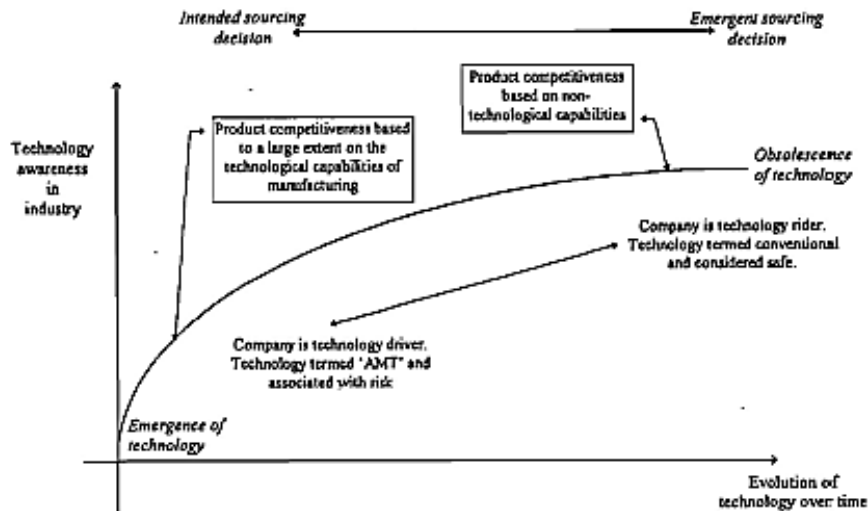 Intended sourcing
decision
Emergent sourcing
decision
Product competitiveness
based on non-
technological capabilities
Product competitiveness based
to a large extent on the
technological capabilities of
manufacturing
Technology
awareness
in
industry
Obsolescence
of technology
Company is technology rider.
Technology termed conventional
and considered safe.
Company is technology driver.
Technology termed "AMT" and
associated with risk
Emergence of
technology
Evolution of
technology over time